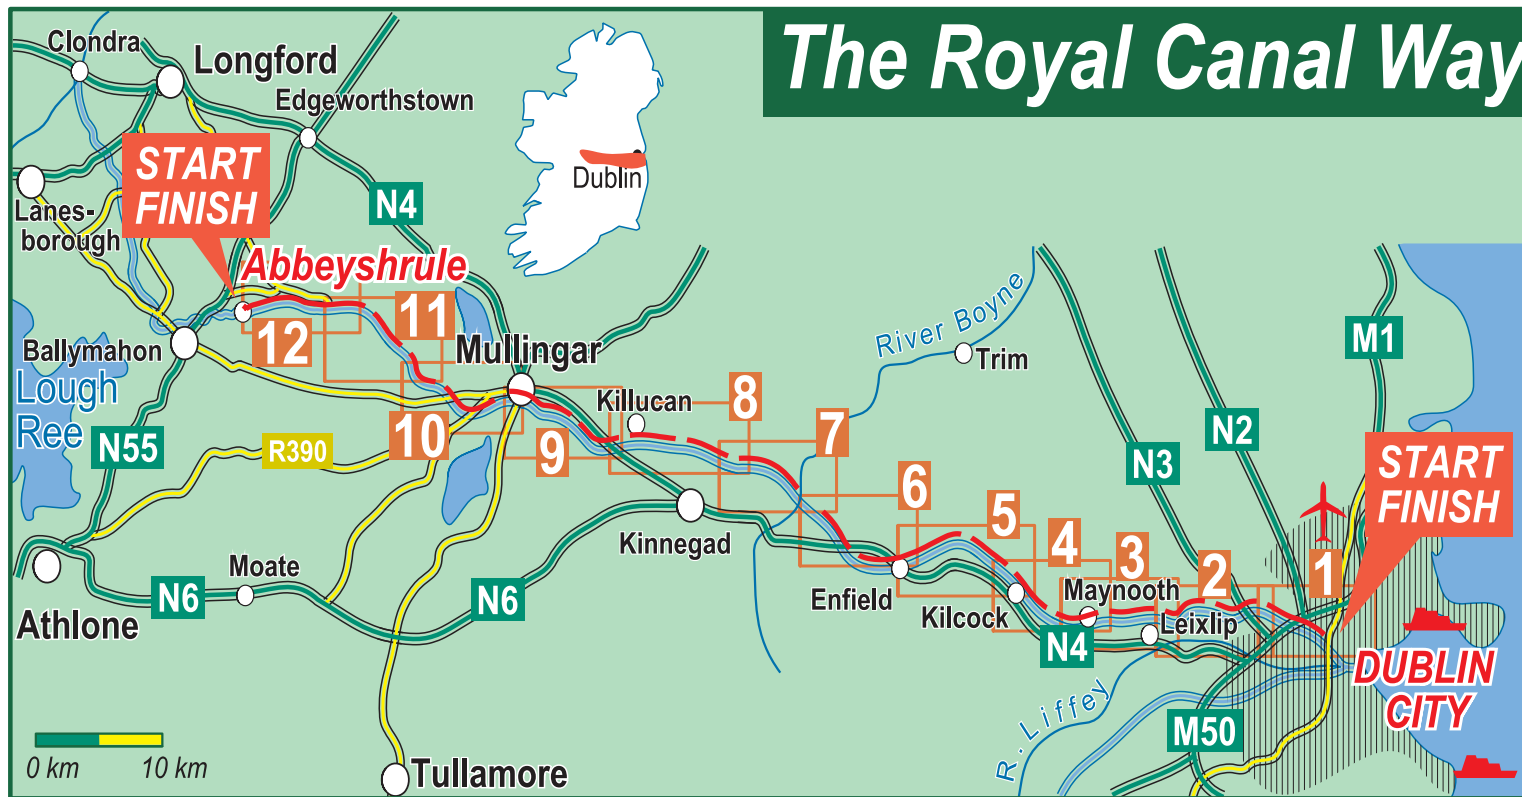 The Royal Canal Way
Clondra
Longford
Edgeworthstown
START
FINISH
Lanes-
borough
N4
Dublin
Abbeyshrule
11
12
Ballymahon
Mullingar
Lough
Ree
N55
R390
10
9
Killucan
8
7
River Boyne
Trim
M1
N2
N3
START
FINISH
6
5
4
3
2
1
Kinnegad
Enfield
Kilcock
Maynooth
Leixlip
N4
Moate
N6
N6
Athlone
R. Liffey
DUBLIN
CITY
M50
0 km
10 km
Tullamore